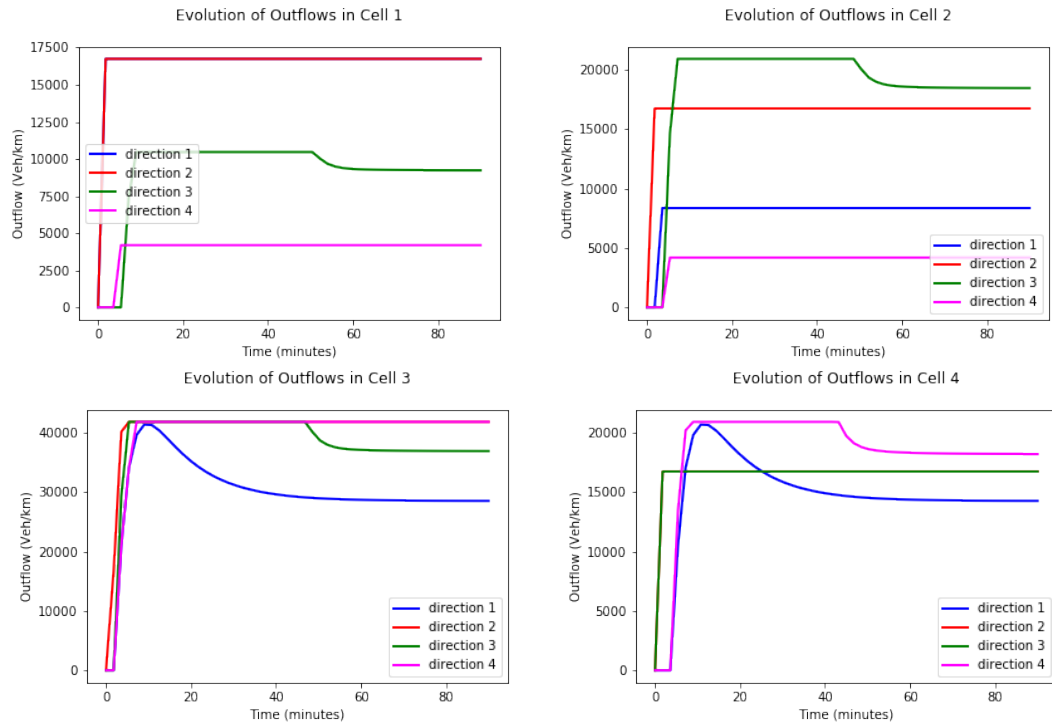 Evolution of Outflows in Cell 1
Outflow (Veh/km)
17500
15000
12500
10000
7500
5000
2500
0
direction 1
direction 2
direction 3
direction 4
0 20 40 60 80
Time (minutes)
Evolution of Outflows in Cell 2
Outflow (Veh/km)
20000
15000
10000
5000
0
direction 1
direction 2
direction 3
direction 4
0 20 40 60 80
Time (minutes)
Evolution of Outflows in Cell 3
Outflow (Veh/km)
40000
30000
20000
10000
0
direction 1
direction 2
direction 3
direction 4
0 20 40 60 80
Time (minutes)
Evolution of Outflows in Cell 4
Outflow (Veh/km)
20000
15000
10000
5000
0
direction 1
direction 2
direction 3
direction 4
0 20 40 60 80
Time (minutes)